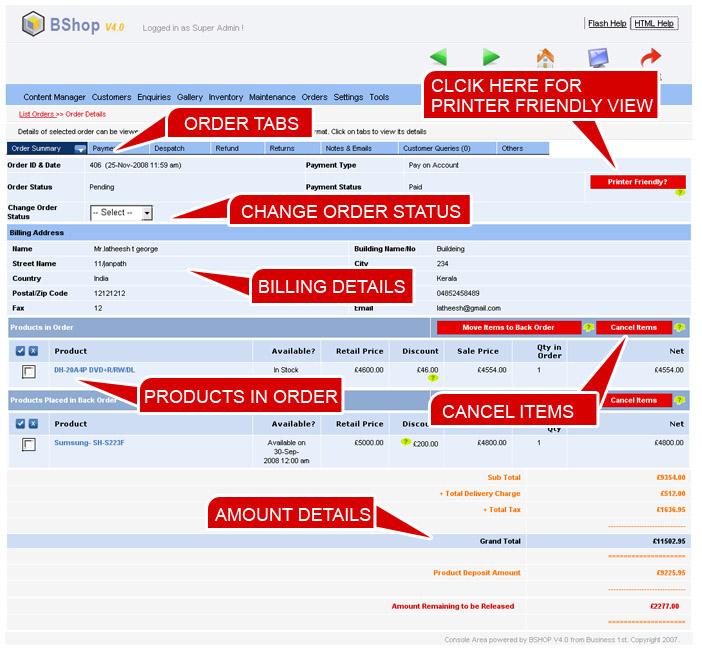 BShop V4.0
Logged in as Super Admin !
Flash Help HTML Help
CLCIK HERE FOR
PRINTER FRIENDLY VIEW
Content Manager Customers Enquiries Gallery Inventory Maintenance Orders Settings Tools
List Orders >> Order Details
ORDER TABS
Details of selected order can be viewe
mat. Click on tabs to view its details
Order Summary Payme Despatch Refund Returns Notes & Emails Customer Queries (0) Others
Order ID & Date 406 (25-Nov-2008 11:59 am) Payment Type Pay on Account
Order Status Pending Payment Status Paid
Printer Friendly?
Change Order
Status
-- Select --
CHANGE ORDER STATUS
Billing Address
Name Mr.latheesh t george Building Name/No Buildeing
Street Name 11/janpath City 234
Country India Kerala
Postal/Zip Code 12121212 04852458489
Fax 12 Email latheesh@gmail.com
BILLING DETAILS
Products in Order Move Items to Back Order Cancel Items
Product Available? Retail Price Discount Sale Price Qty in
Order Net
DH-20A4P DVD+R/RW/DL In Stock £4600.00 £46.00 £4554.00 1 £4554.00
PRODUCTS IN ORDER
CANCEL ITEMS
Products Placed in Back Order Cancel Items
Product Available? Retail Price Discou Qty Net
Sumsung- SH-S223F Available on
30-Sep-
2008 12:00 am
£5000.00 £200.00 £4800.00 1 £4800.00
Sub Total £9354.00
+ Total Delivery Charge £512.00
+ Total Tax £1636.95
AMOUNT DETAILS
Grand Total £11502.95
Product Deposit Amount £9225.95
Amount Remaining to be Released £2277.00
Console Area powered by BSHOP V4.0 from Business 1st. Copyright 2007.